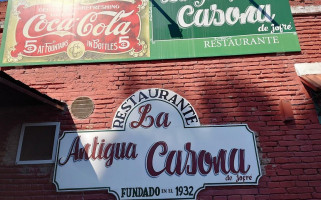 Coca-Cola
5¢
5¢
AT FOUNTAINS IN BOTTLES
Casona
de Jofre
RESTAURANTE
RESTAURANTE
La
Antigua Casona
de Jofre
FUNDADO EN EL 1932